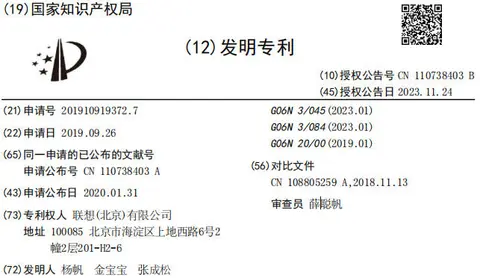 (19)国家知识产权局
(12)发明专利
(10)授权公告号 CN 110738403 B
(45)授权公告日 2023.11.24
(21)申请号 201910919372.7
(22)申请日 2019.09.26
(65)同一申请的已公布的文献号
申请公布号 CN 110738403 A
(43)申请公布日 2020.01.31
(73)专利权人 联想(北京)有限公司
地址 100085 北京市海淀区上地西路6号2
幢2层201-H2-6
(72)发明人 杨帆 金宝宝 张成松
G06N 3/045(2023.01)
G06N 3/084(2023.01)
G06N 20/00(2019.01)
(56)对比文件
CN 108805259 A,2018.11.13
审查员 薛聪帆